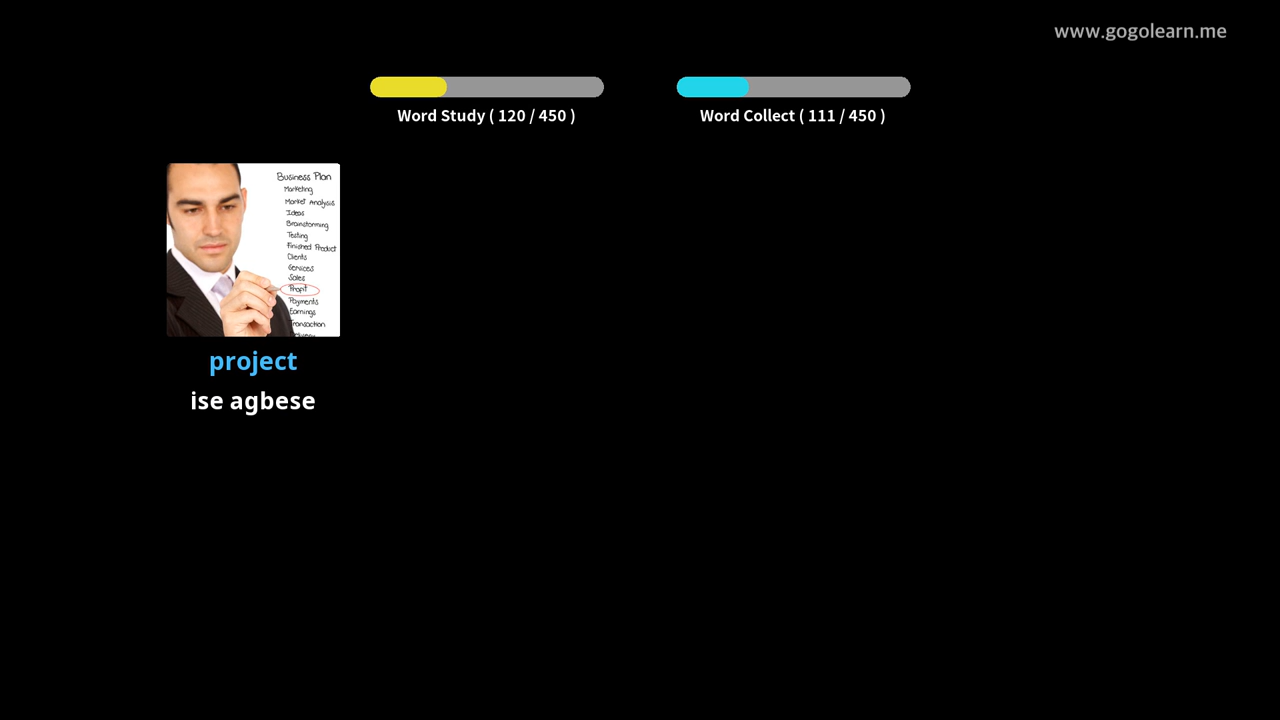 www.gogolearn.me
Word Study ( 120 / 450 )
Word Collect ( 111 / 450 )
Business Plan
Marketing
Market Analysis
Ideas
Brainstorming
Testing
Finished Product
Clients
Services
Sales
Profit
Payments
Earnings
Transaction
project
ise agbese